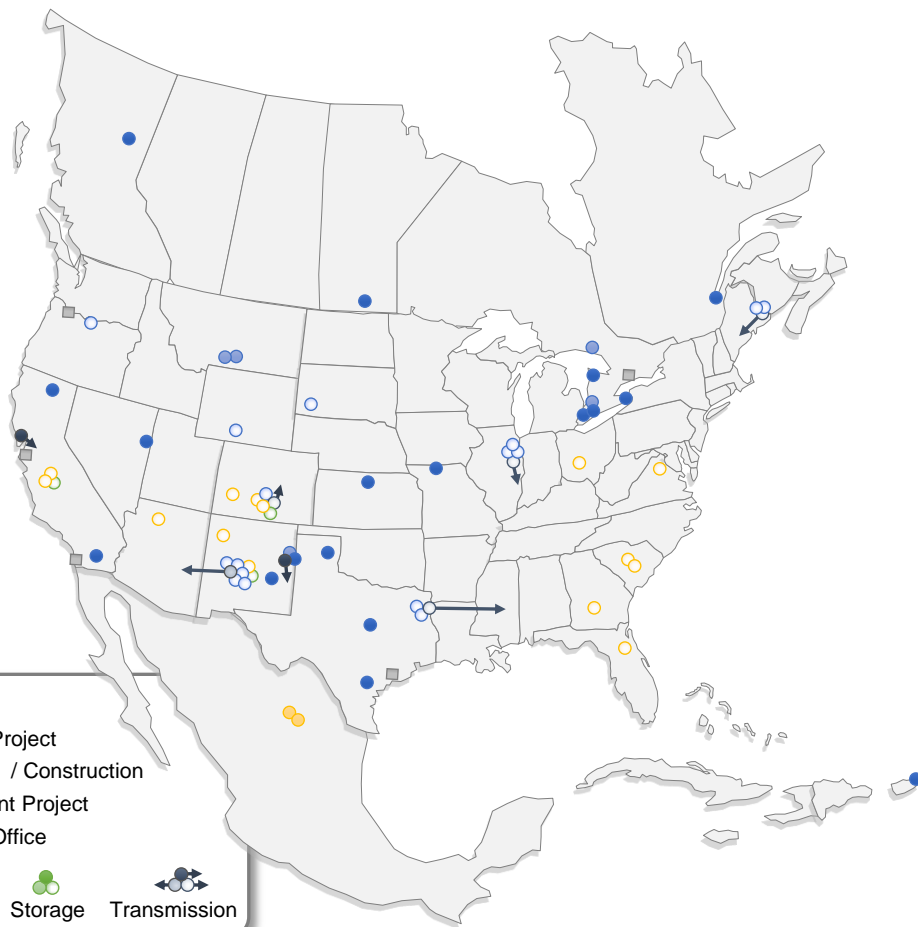 Project
/ Construction
nt Project
Office
Storage Transmission